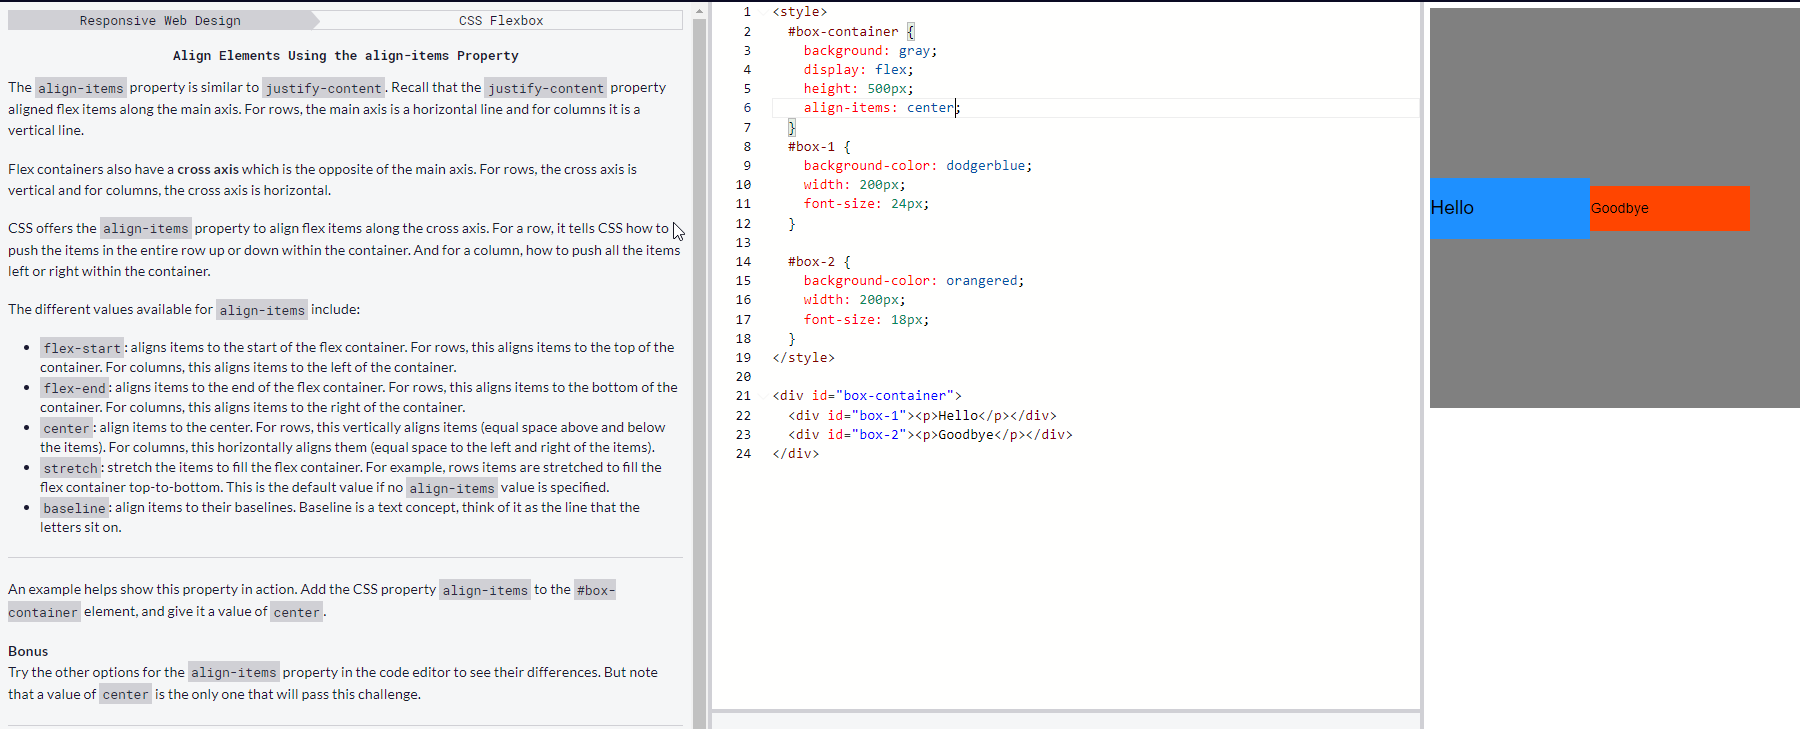 Responsive Web Design
CSS Flexbox
Align Elements Using the align-items Property
The align-items property is similar to justify-content. Recall that the justify-content property
aligned flex items along the main axis. For rows, the main axis is a horizontal line and for columns it is a
vertical line.
Flex containers also have a cross axis which is the opposite of the main axis. For rows, the cross axis is
vertical and for columns, the cross axis is horizontal.
CSS offers the align-items property to align flex items along the cross axis. For a row, it tells CSS how to
push the items in the entire row up or down within the container. And for a column, how to push all the items
left or right within the container.
The different values available for align-items include:
• flex-start: aligns items to the start of the flex container. For rows, this aligns items to the top of the
container. For columns, this aligns items to the left of the container.
• flex-end: aligns items to the end of the flex container. For rows, this aligns items to the bottom of the
container. For columns, this aligns items to the right of the container.
• center: align items to the center. For rows, this vertically aligns items (equal space above and below
the items). For columns, this horizontally aligns them (equal space to the left and right of the items).
• stretch: stretch the items to fill the flex container. For example, rows items are stretched to fill the
flex container top-to-bottom. This is the default value if no align-items value is specified.
• baseline: align items to their baselines. Baseline is a text concept, think of it as the line that the
letters sit on.
An example helps show this property in action. Add the CSS property align-items to the #box-
container element, and give it a value of center.
Bonus
Try the other options for the align-items property in the code editor to see their differences. But note
that a value of center is the only one that will pass this challenge.
1 <style>
2 #box-container {
3 background: gray;
4 display: flex;
5 height: 500px;
6 align-items: center;
7 }
8 #box-1 {
9 background-color: dodgerblue;
10 width: 200px;
11 font-size: 24px;
12 }
13
14 #box-2 {
15 background-color: orangered;
16 width: 200px;
17 font-size: 18px;
18 }
19 </style>
20
21 <div id="box-container">
22 <div id="box-1"><p>Hello</p></div>
23 <div id="box-2"><p>Goodbye</p></div>
24 </div>
Hello
Goodbye